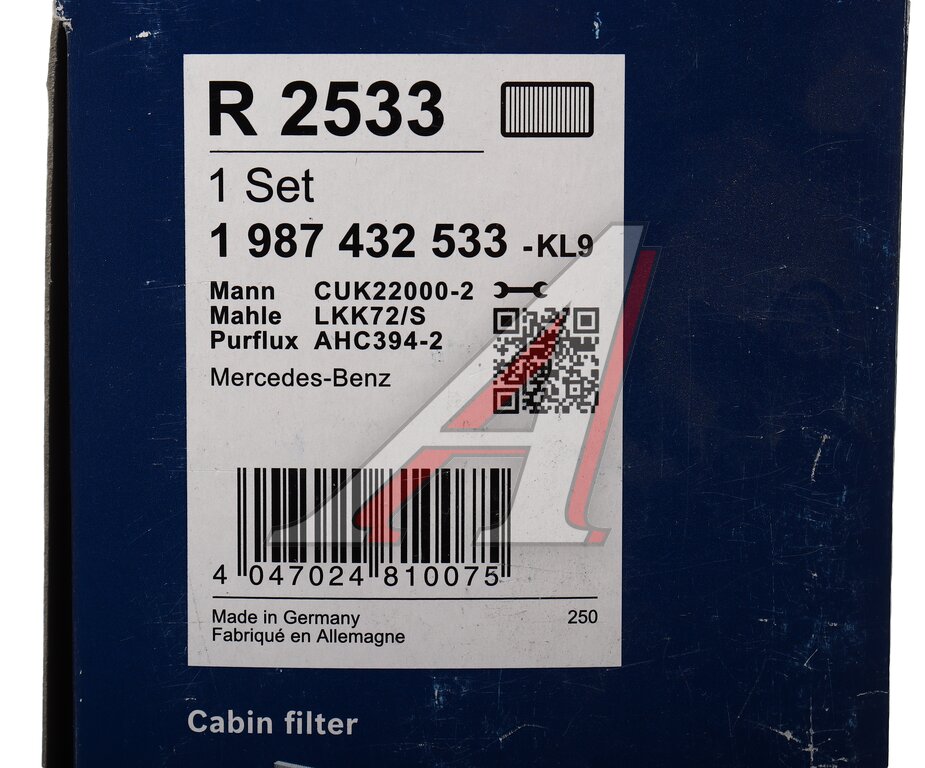 R 2533
1 Set
1 987 432 533 -KL9
Mann CUK22000-2
Mahle LKK72/S
Purflux AHC394-2
Mercedes-Benz
4 047024 810075
Made in Germany 250
Fabriqué en Allemagne
Cabin filter